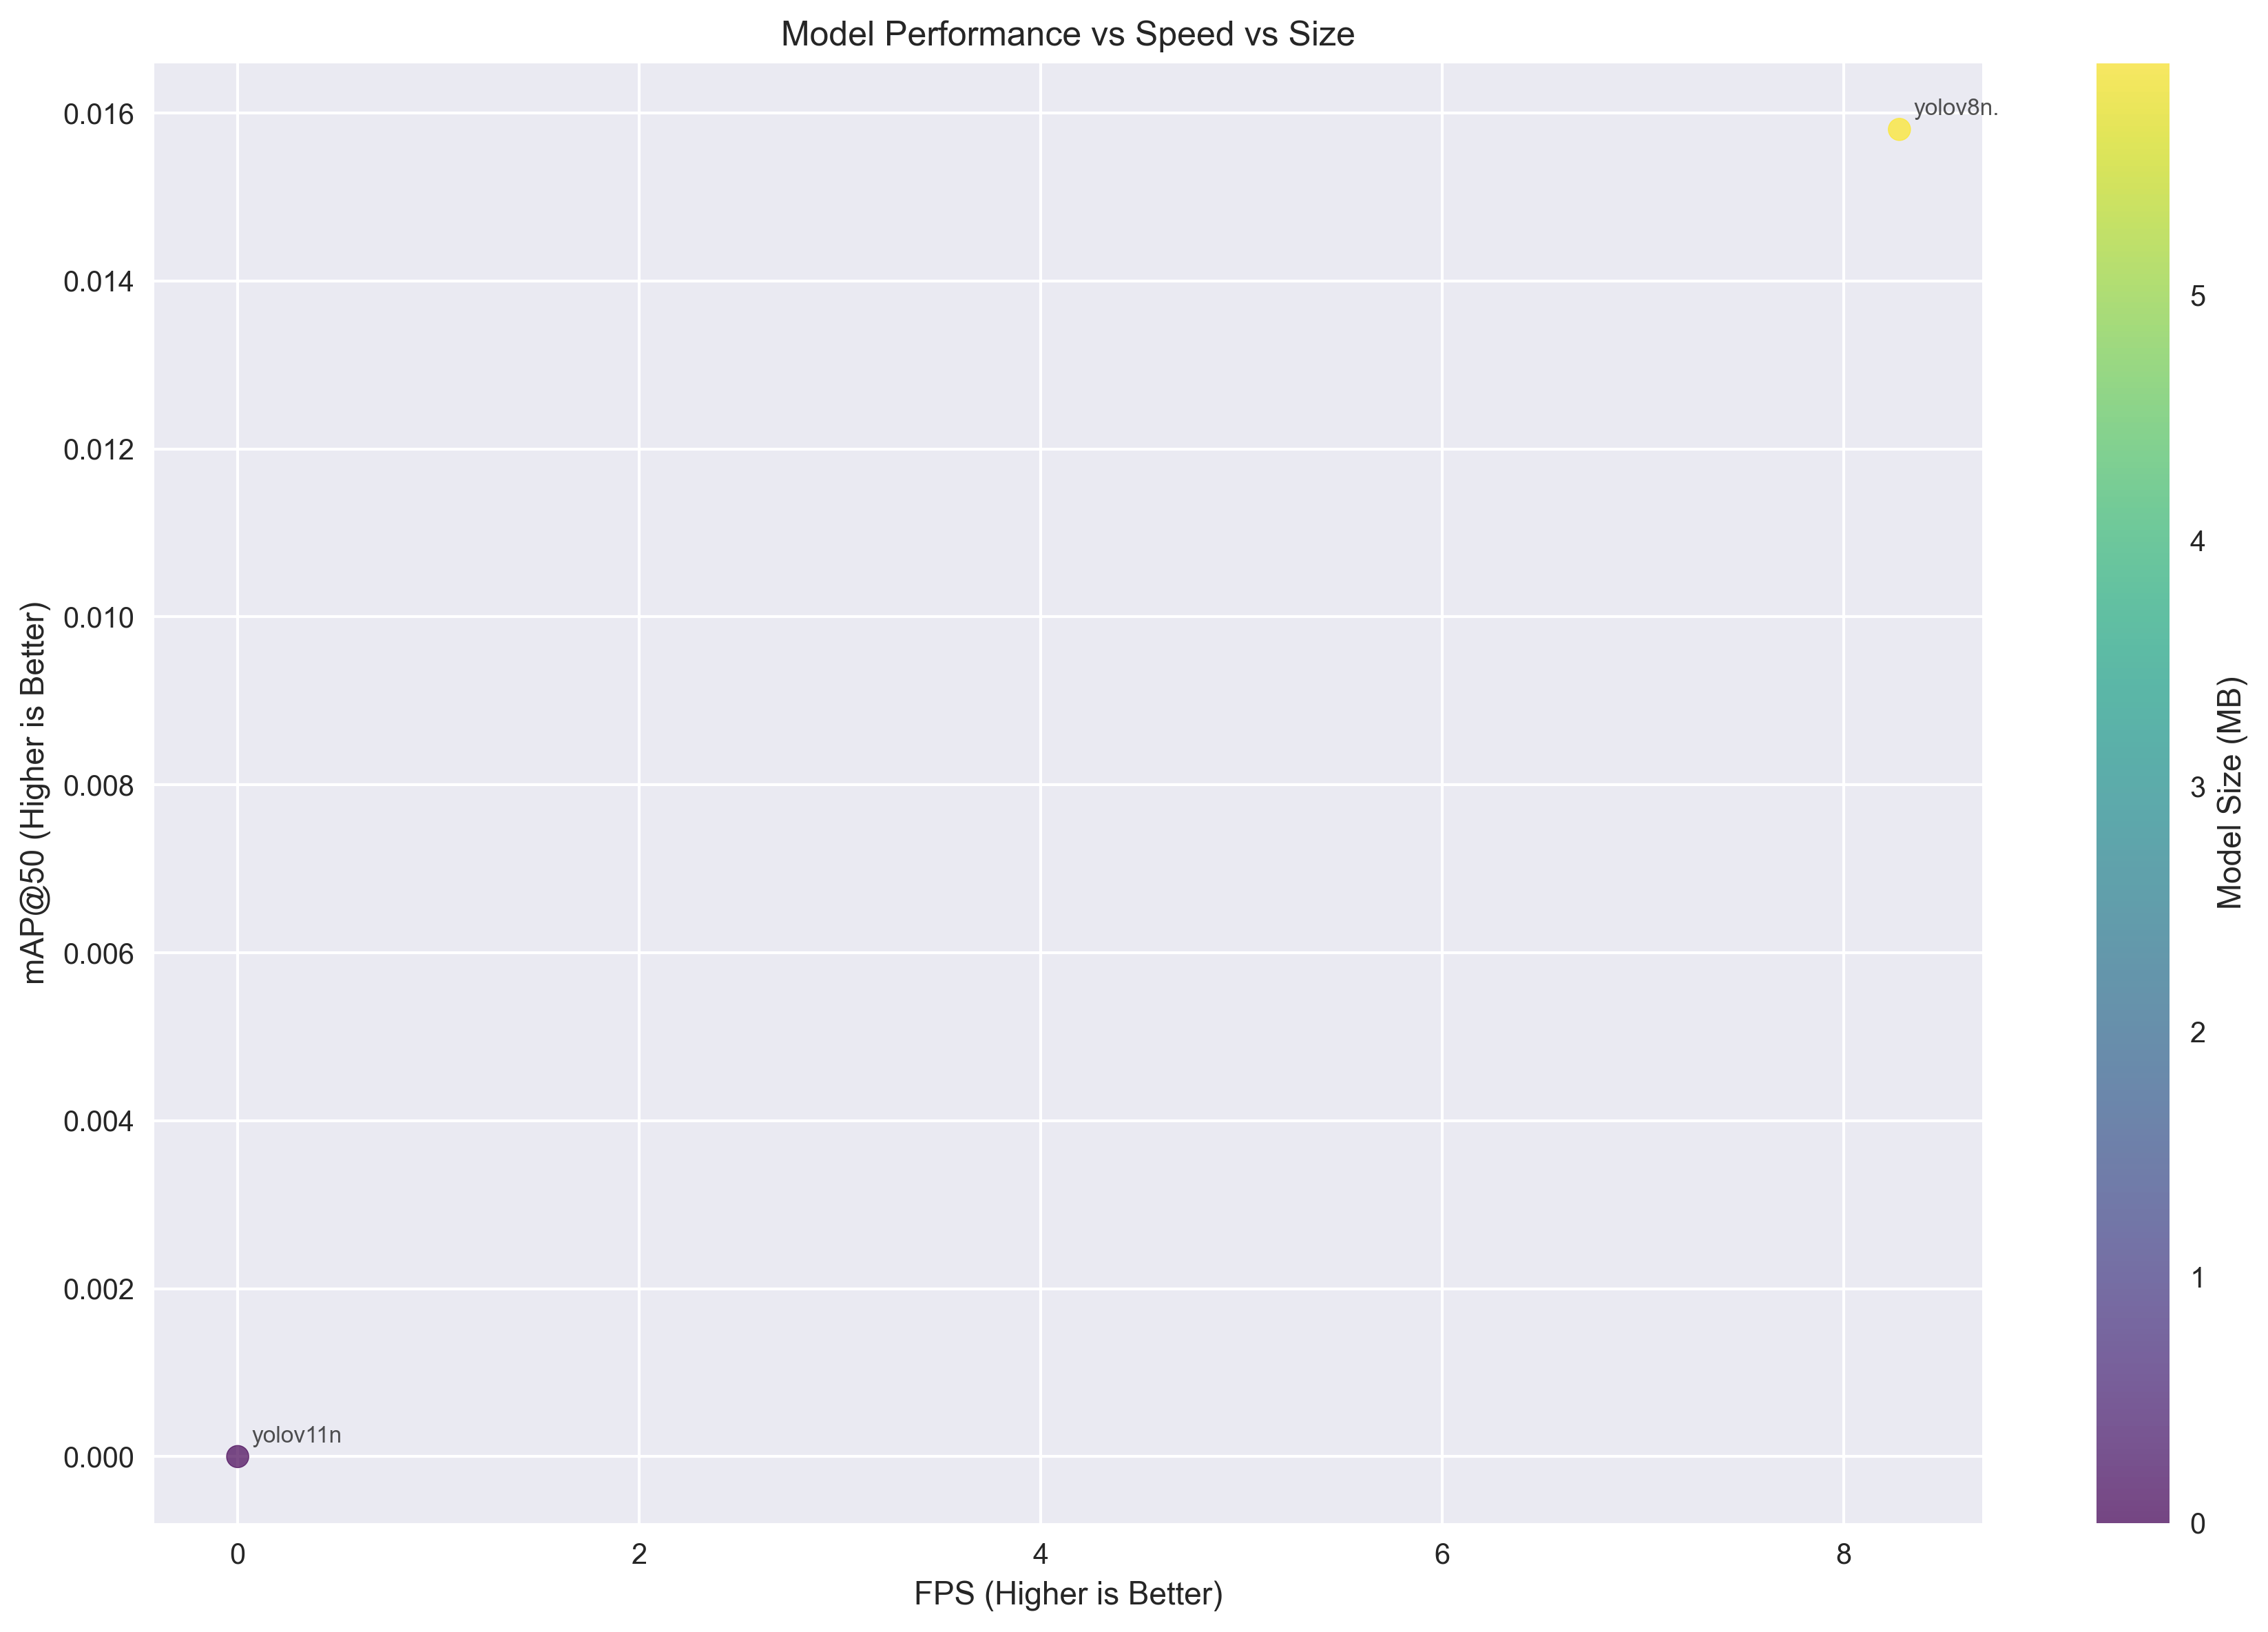 Model Performance vs Speed vs Size
mAP@50 (Higher is Better)
0.016
0.014
0.012
0.010
0.008
0.006
0.004
0.002
0.000
yolov8n.
yolov11n
0 2 4 6 8
FPS (Higher is Better)
5
4
3
2
1
0
Model Size (MB)